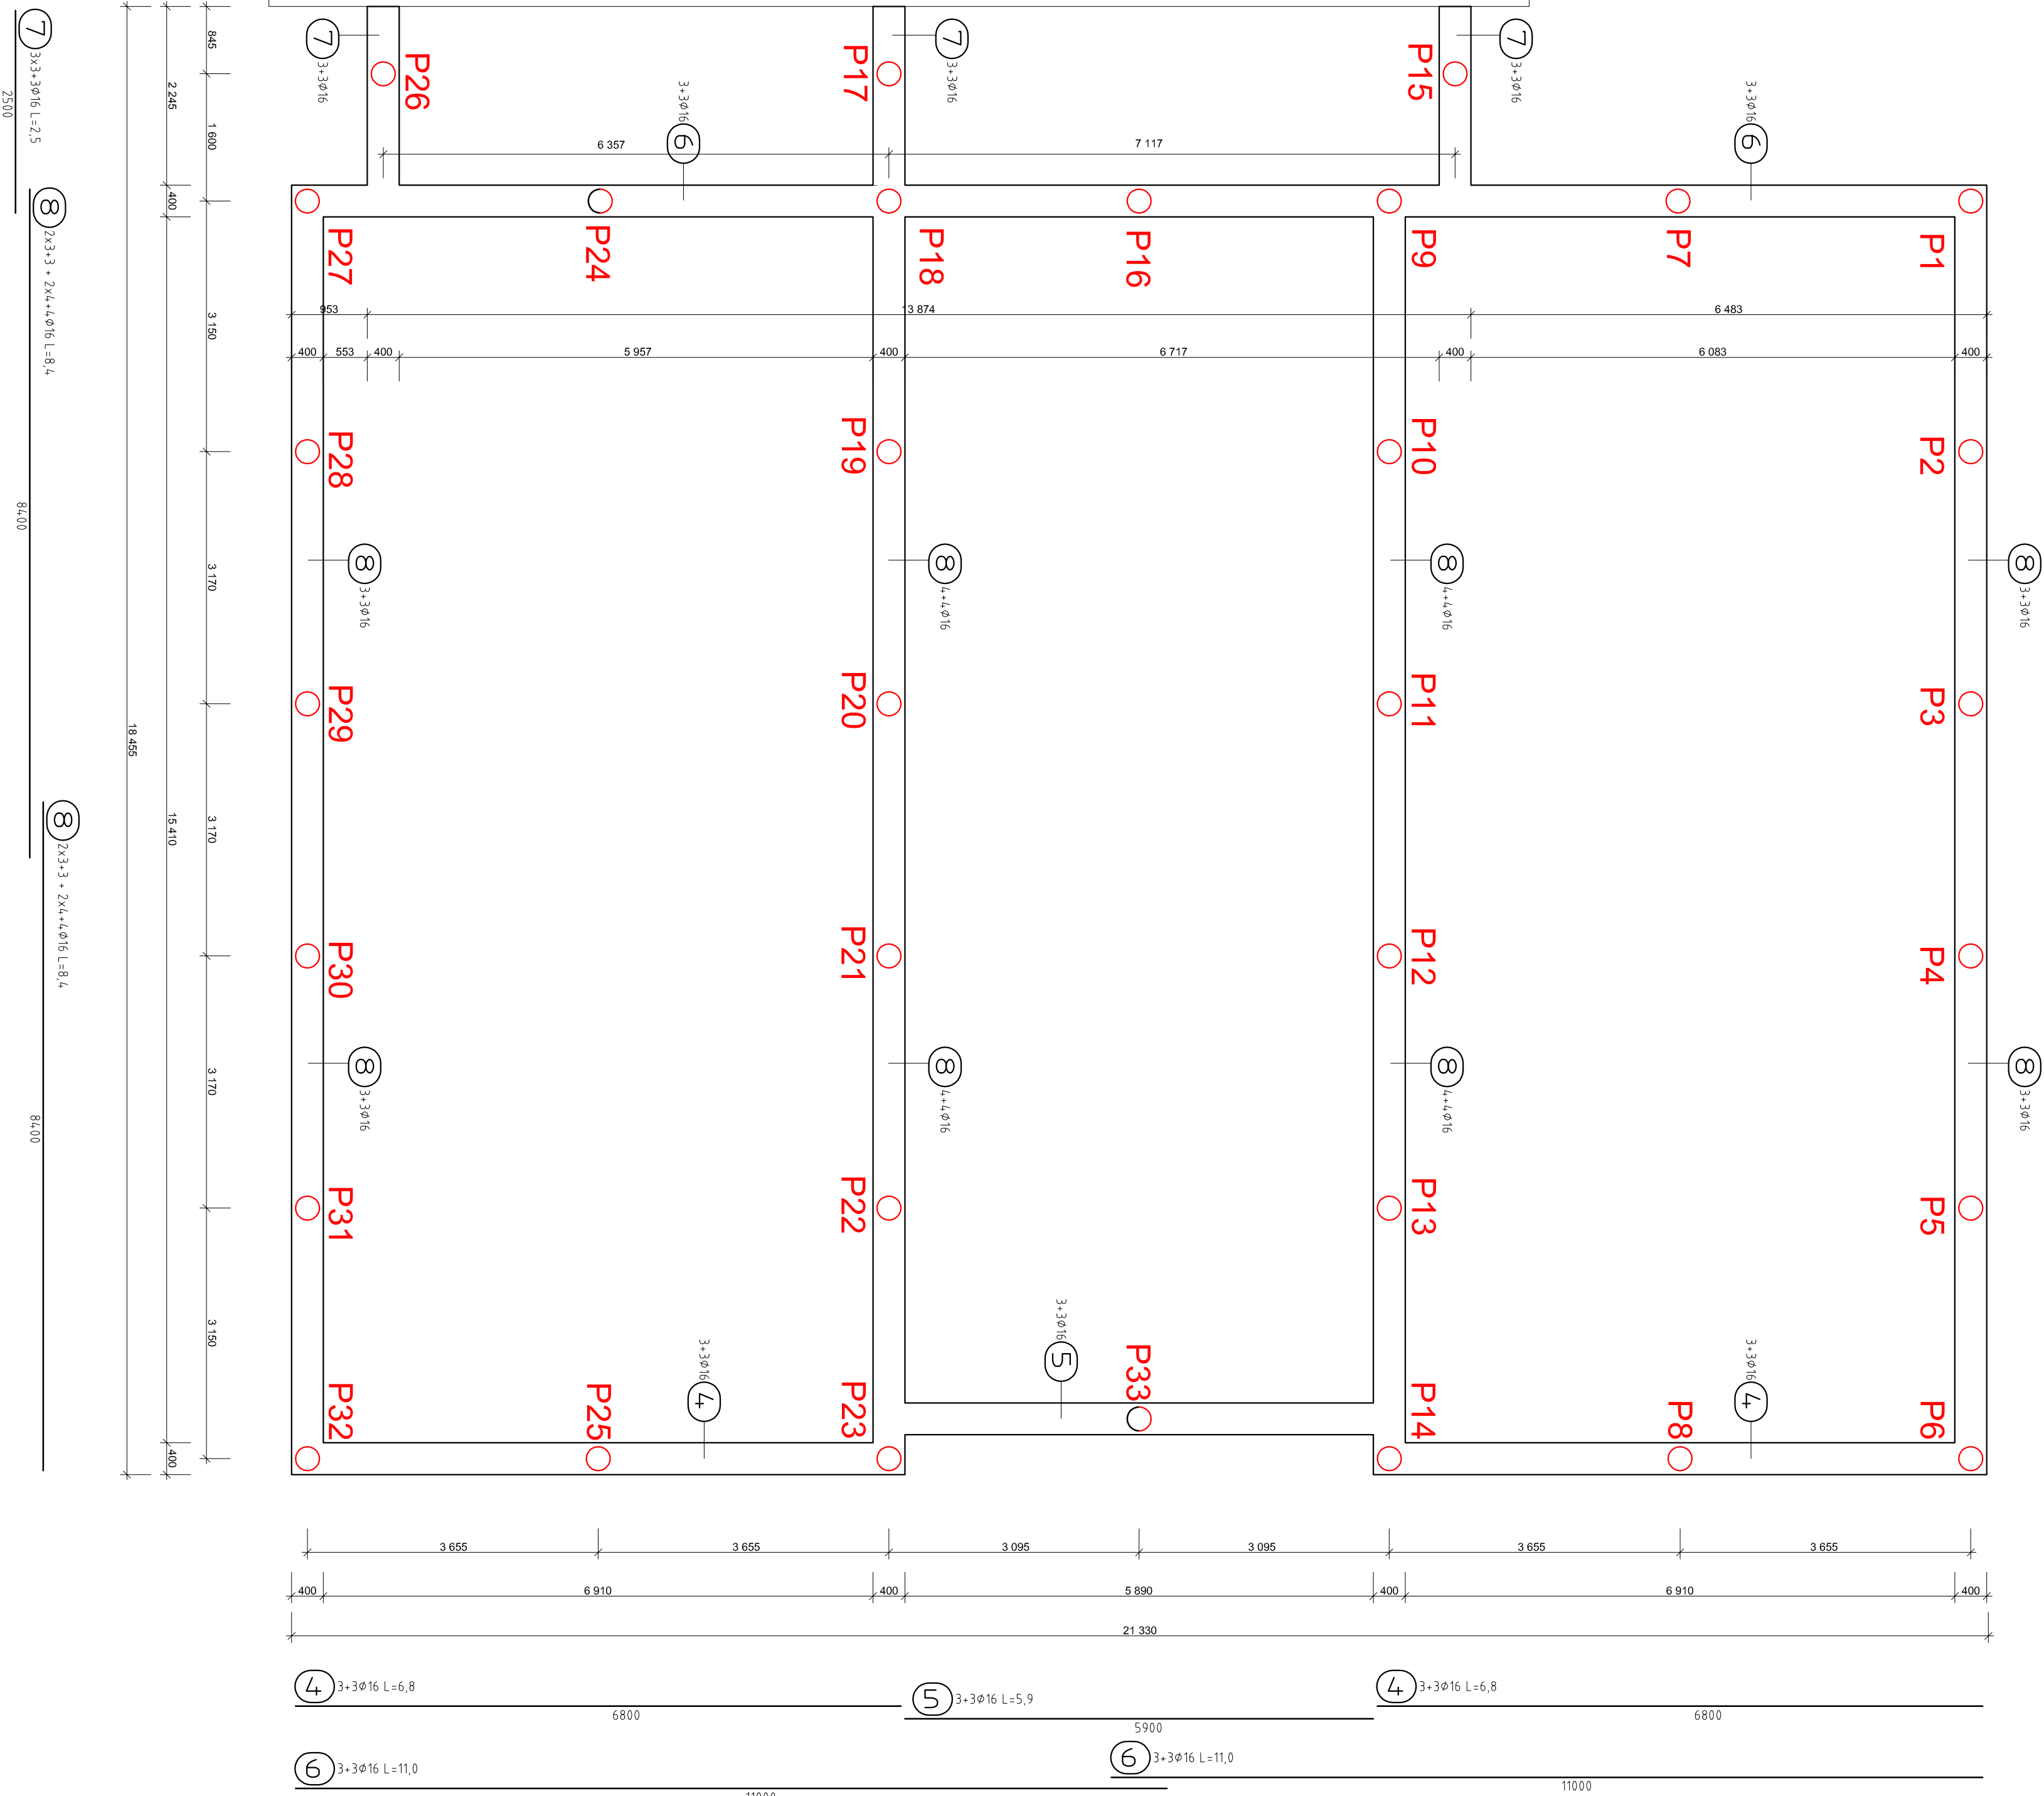 7 3x3+3Ø16 L=2,5
2500
8 2x3+3 + 2x4+4Ø16 L=8,4
8400
8 2x3+3 + 2x4+4Ø16 L=8,4
8400
18 455
2 245
400
15 410
400
845
1 600
3 150
3 170
3 170
3 170
3 150
7 3+3Ø16
7 3+3Ø16
7 3+3Ø16
P26
P17
P15
3+3Ø16 6
3+3Ø16 6
6 357
7 117
P27
P24
P18
P16
P9
P7
P1
953
13 874
6 483
400
553
400
5 957
400
6 717
400
6 083
400
P28
P19
P10
P2
8 3+3Ø16
8 4+4Ø16
8 4+4Ø16
8 3+3Ø16
P29
P20
P11
P3
P30
P21
P12
P4
8 3+3Ø16
8 4+4Ø16
8 4+4Ø16
8 3+3Ø16
P31
P22
P13
P5
3+3Ø16 4
3+3Ø16 5
3+3Ø16 4
P32
P25
P23
P33
P14
P8
P6
3 655
3 655
3 095
3 095
3 655
3 655
400
6 910
400
5 890
400
6 910
400
21 330
4 3+3Ø16 L=6,8
6800
5 3+3Ø16 L=5,9
5900
4 3+3Ø16 L=6,8
6800
6 3+3Ø16 L=11,0
11000
6 3+3Ø16 L=11,0
11000